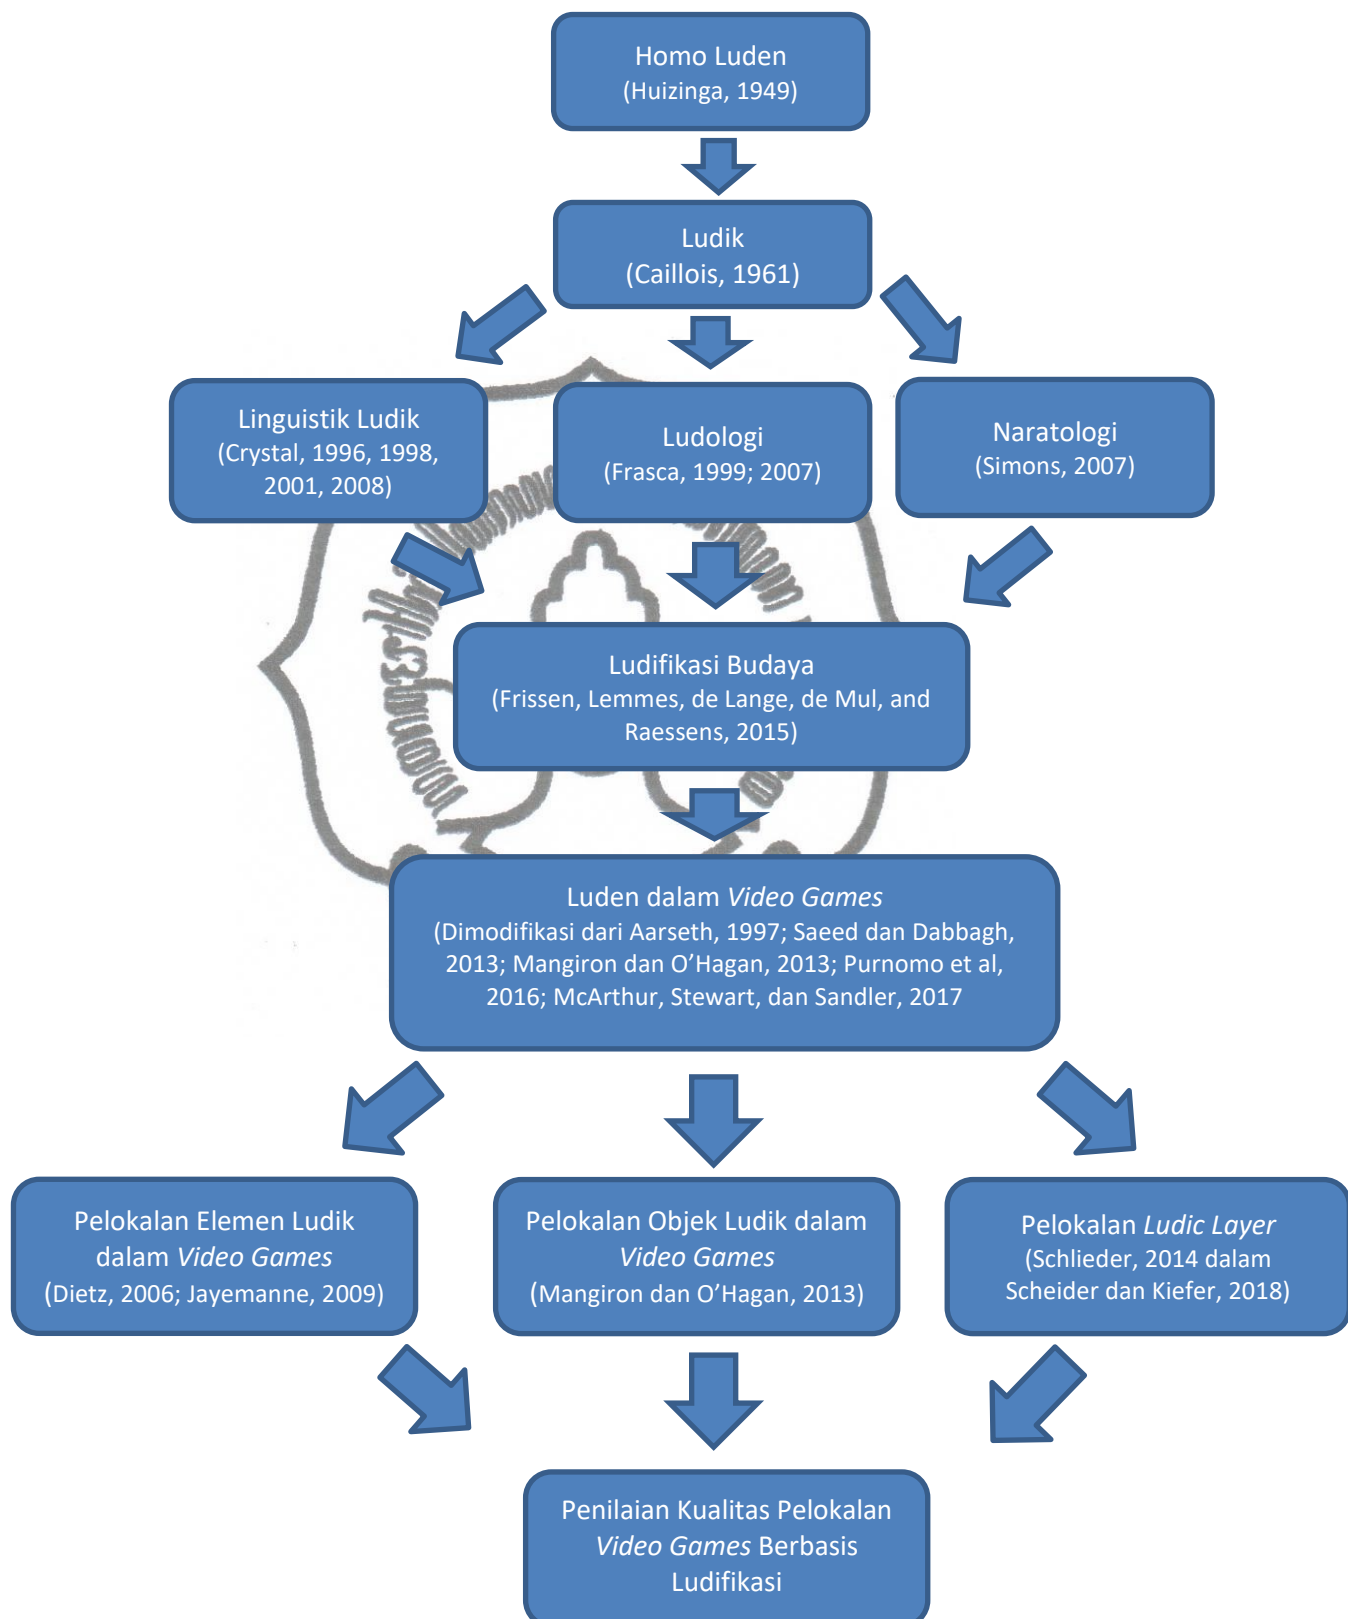 Homo Luden
(Huizinga, 1949)
Ludik
(Caillois, 1961)
Linguistik Ludik
(Crystal, 1996, 1998,
2001, 2008)
Ludologi
(Frasca, 1999; 2007)
Naratologi
(Simons, 2007)
Ludifikasi Budaya
(Frissen, Lemmes, de Lange, de Mul, and
Raessens, 2015)
Luden dalam Video Games
(Dimodifikasi dari Aarseth, 1997; Saeed dan Dabbagh,
2013; Mangiron dan O’Hagan, 2013; Purnomo et al,
2016; McArthur, Stewart, dan Sandler, 2017
Pelokalan Elemen Ludik
dalam Video Games
(Dietz, 2006; Jayemanne, 2009)
Pelokalan Objek Ludik dalam
Video Games
(Mangiron dan O’Hagan, 2013)
Pelokalan Ludic Layer
(Schlieder, 2014 dalam
Scheider dan Kiefer, 2018)
Penilaian Kualitas Pelokalan
Video Games Berbasis
Ludifikasi